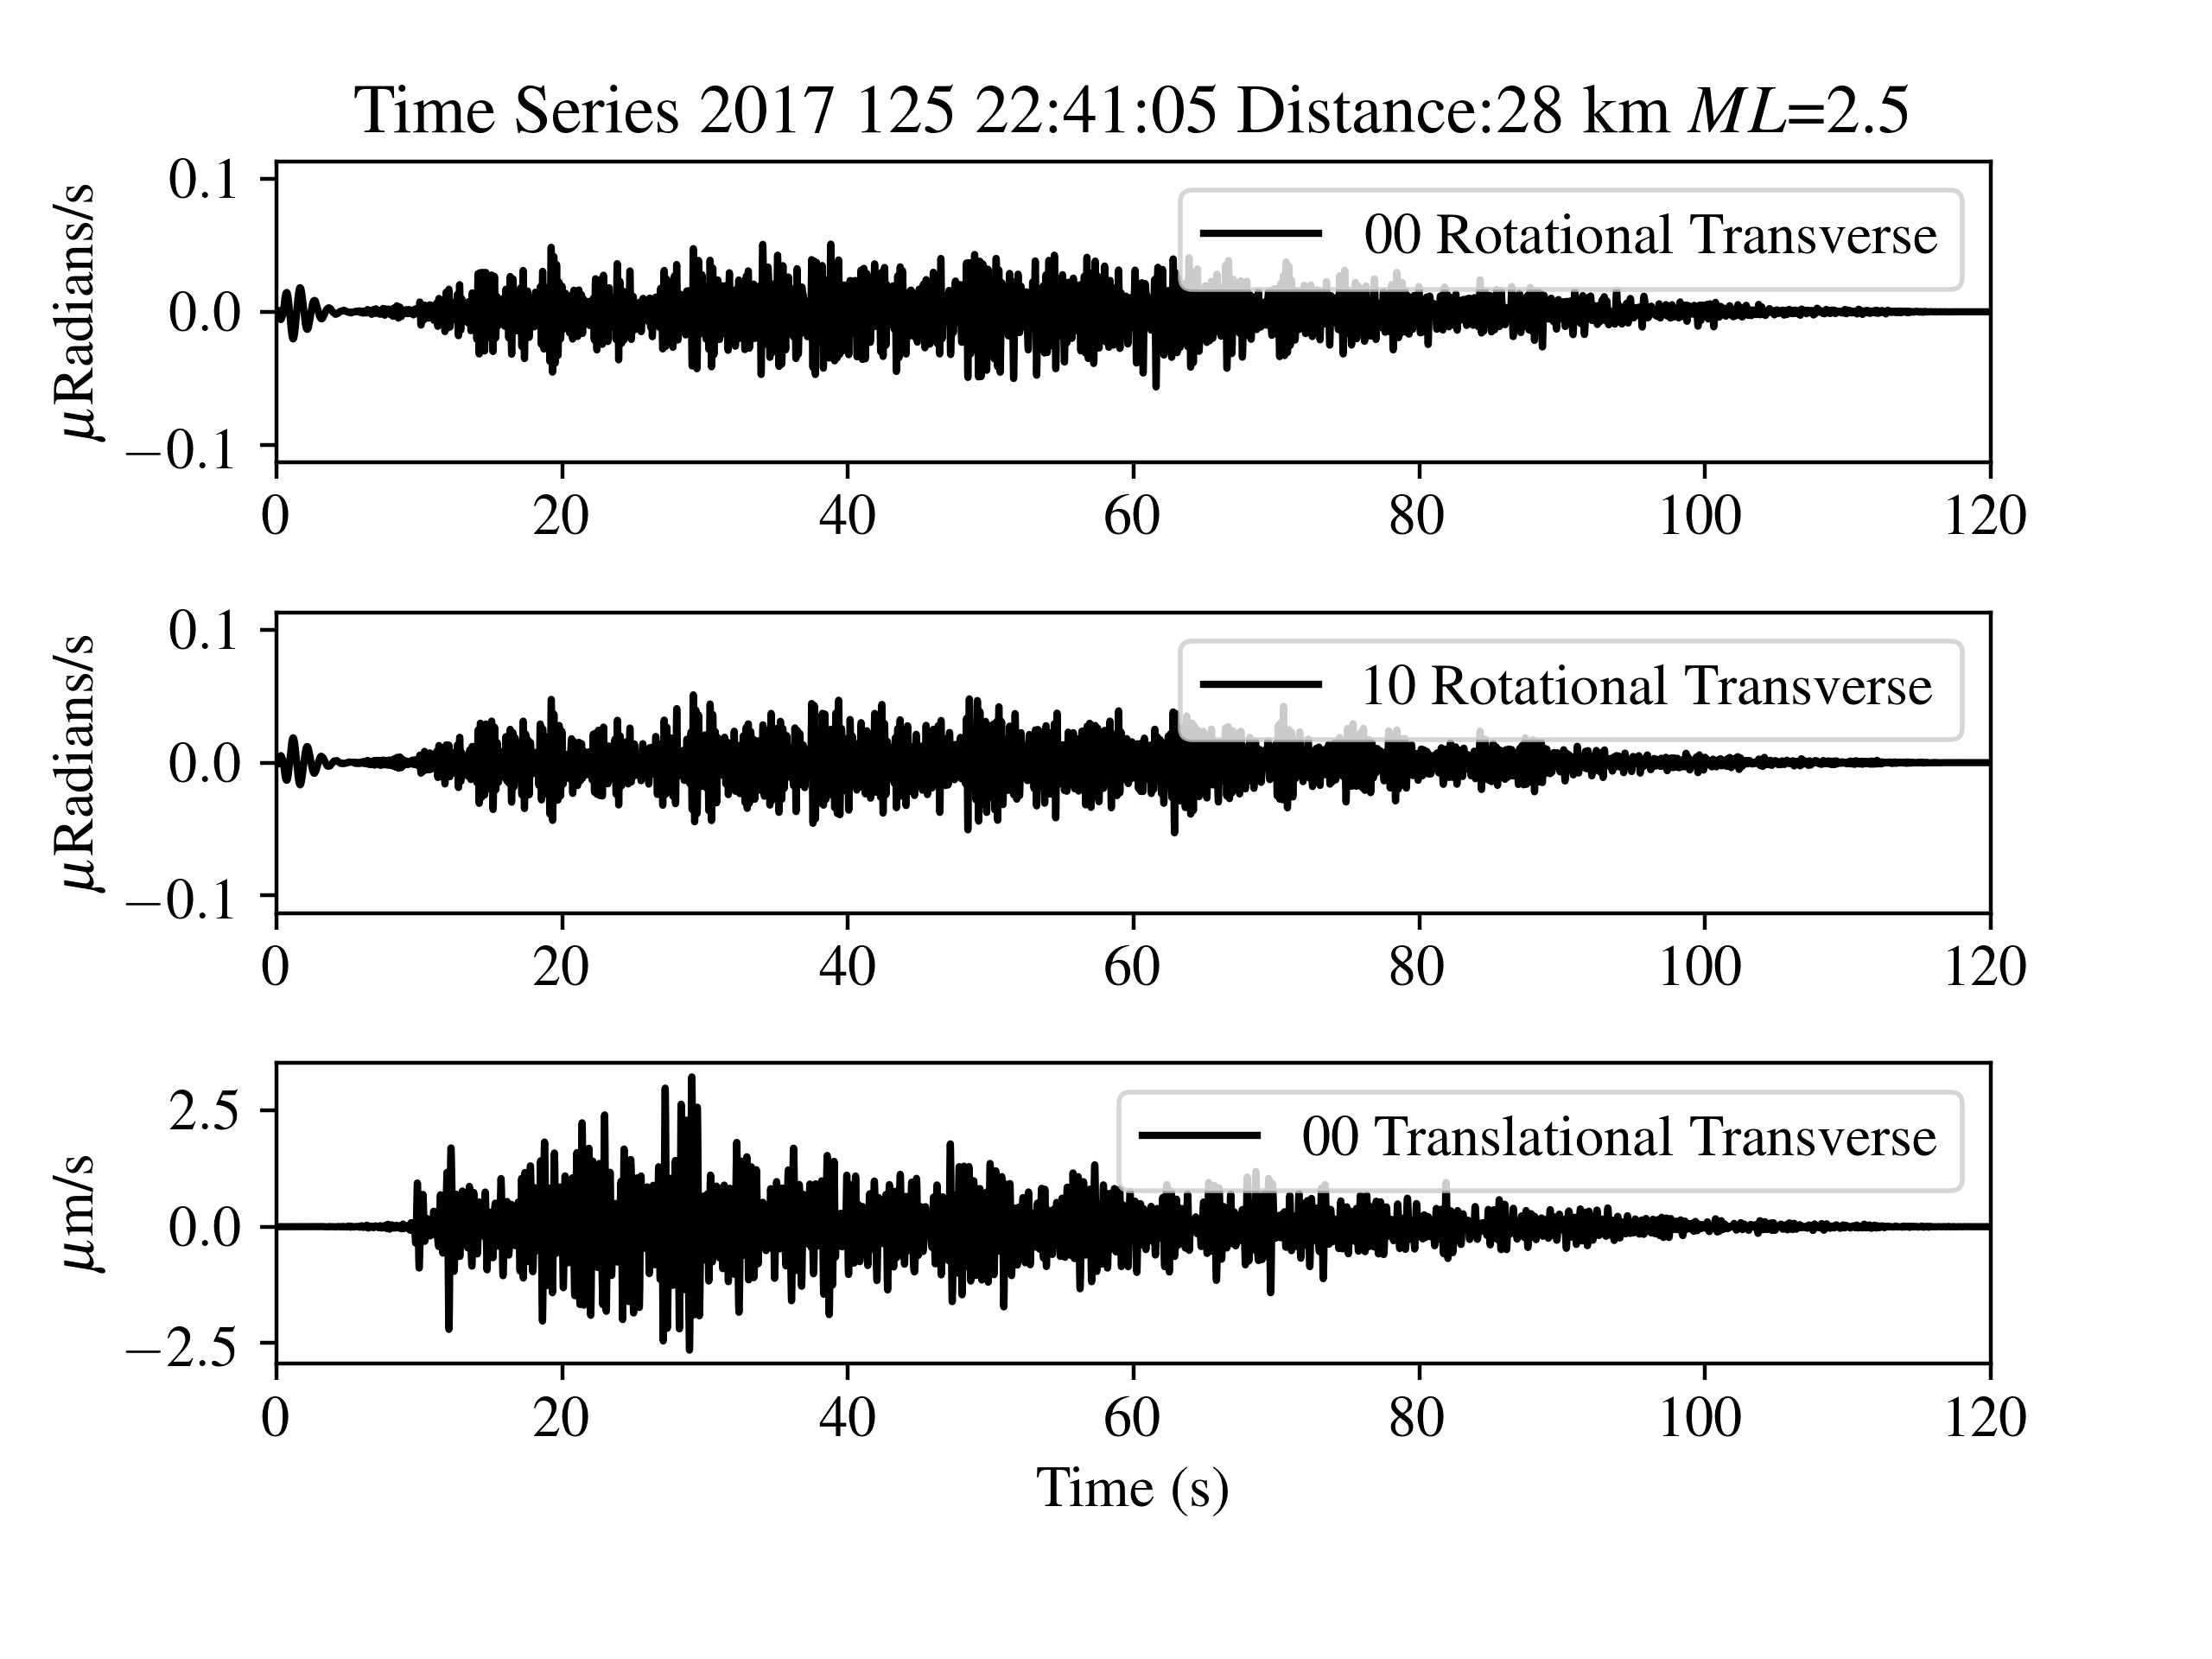 Time Series 2017 125 22:41:05 Distance:28 km ML=2.5
0.1
0.0
−0.1
μRadians/s
00 Rotational Transverse
0 20 40 60 80 100 120
0.1
0.0
−0.1
μRadians/s
10 Rotational Transverse
0 20 40 60 80 100 120
2.5
0.0
−2.5
μm/s
00 Translational Transverse
0 20 40 60 80 100 120
Time (s)